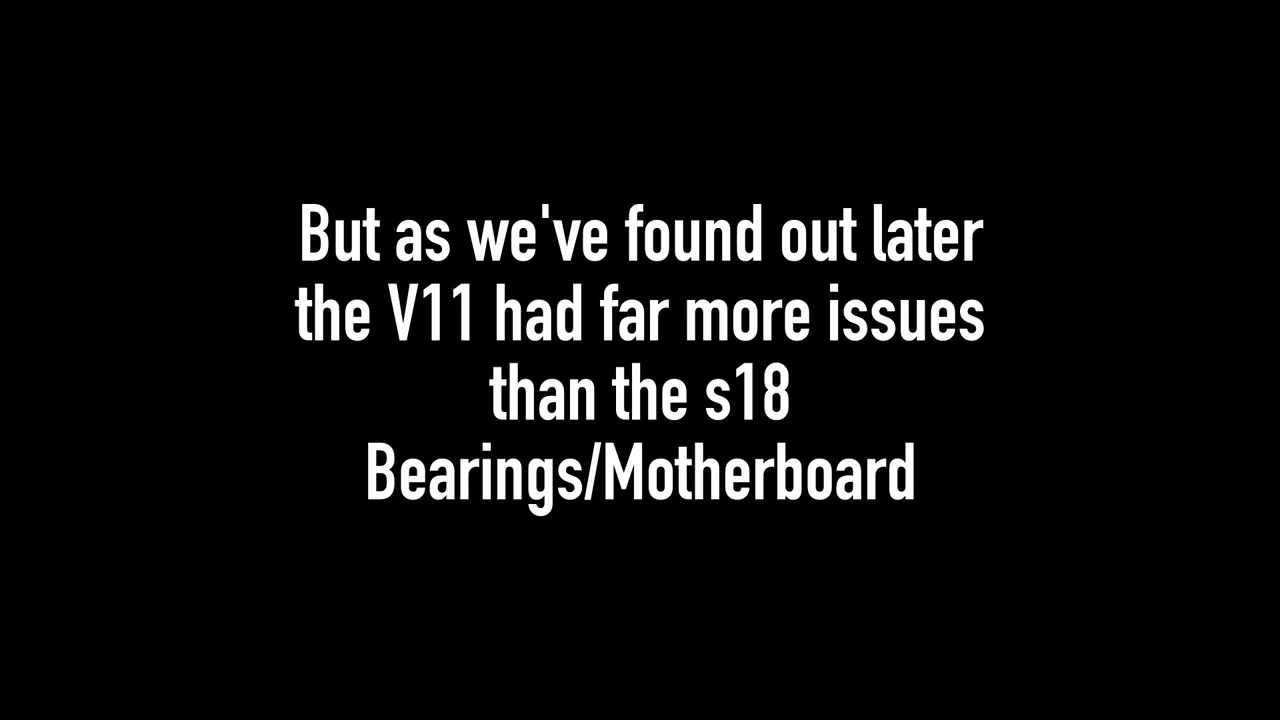 But as we've found out later
the V11 had far more issues
than the s18
Bearings/Motherboard